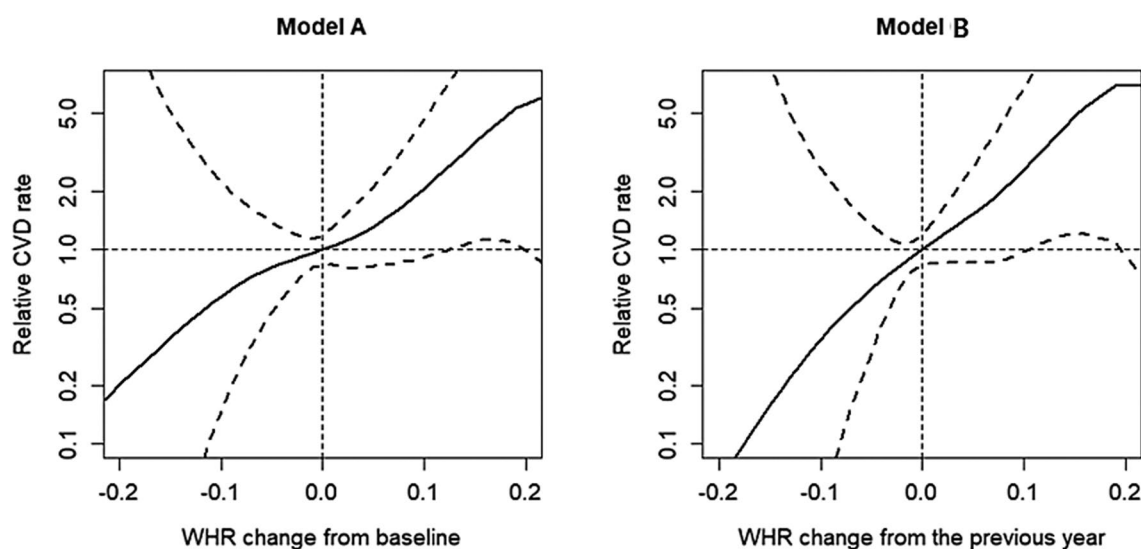 Model A
Relative CVD rate
5.0
2.0
1.0
0.5
0.2
0.1
-0.2 -0.1 0.0 0.1 0.2
WHR change from baseline
Model B
Relative CVD rate
5.0
2.0
1.0
0.5
0.2
0.1
-0.2 -0.1 0.0 0.1 0.2
WHR change from the previous year